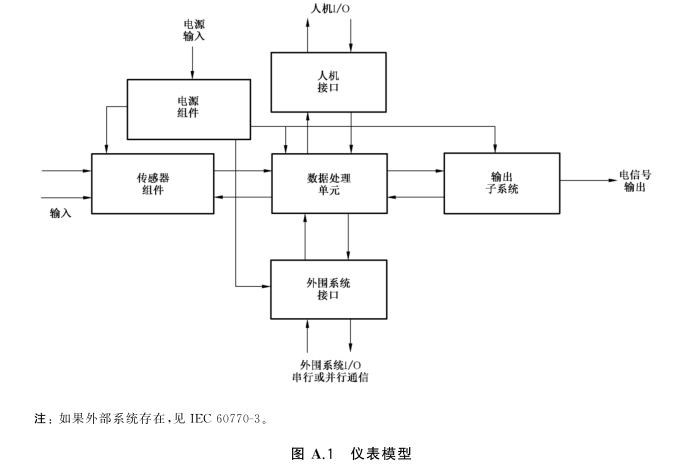 人机I/O
电源
输入
人机
接口
电源
组件
传感器
组件
数据处理
单元
输出
子系统
电信号
输出
输入
外围系统
接口
外围系统I/O
串行或并行通信
注：如果外部系统存在,见 IEC 60770-3。
图 A.1 仪表模型